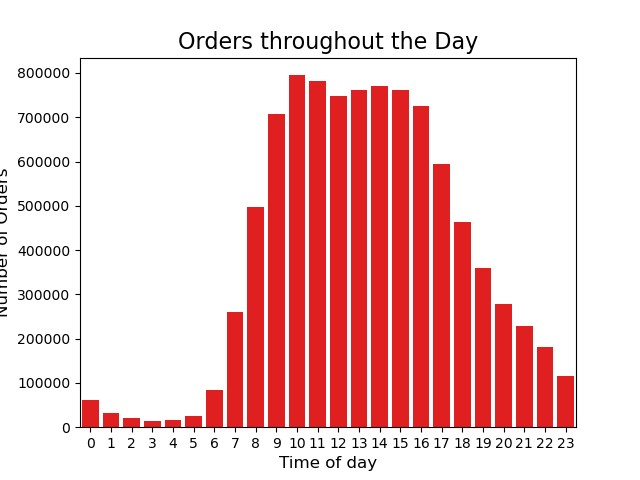 Orders throughout the Day
800000
700000
600000
500000
400000
300000
200000
100000
0
Number of Orders
0 1 2 3 4 5 6 7 8 9 10 11 12 13 14 15 16 17 18 19 20 21 22 23
Time of day